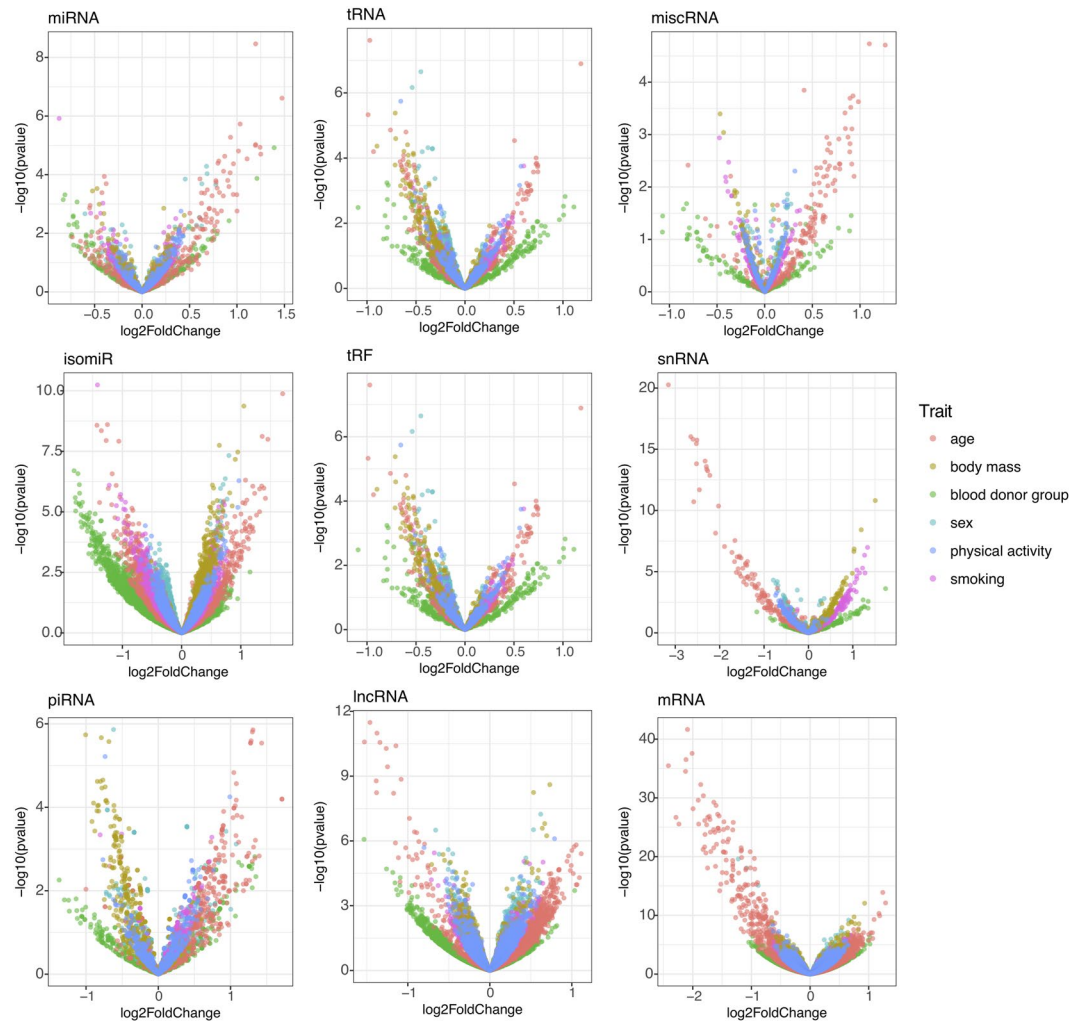 miRNA
tRNA
miscRNA
8
6
4
2
0
−log10(pvalue)
−0.5 0.0 0.5 1.0 1.5
log2FoldChange
6
4
2
0
−log10(pvalue)
−1.0 −0.5 0.0 0.5 1.0
log2FoldChange
4
3
2
1
0
−log10(pvalue)
−1.0 −0.5 0.0 0.5 1.0
log2FoldChange
isomiR
tRF
snRNA
10.0
7.5
5.0
2.5
0.0
−log10(pvalue)
−1 0 1
log2FoldChange
6
4
2
0
−log10(pvalue)
−1.0 −0.5 0.0 0.5 1.0
log2FoldChange
20
15
10
5
0
−log10(pvalue)
−3 −2 −1 0 1
log2FoldChange
Trait
age
body mass
blood donor group
sex
physical activity
smoking
piRNA
lncRNA
mRNA
6
4
2
0
−log10(pvalue)
−1 0 1
log2FoldChange
12
9
6
3
0
−log10(pvalue)
−1 0 1
log2FoldChange
40
30
20
10
0
−log10(pvalue)
−2 −1 0 1
log2FoldChange